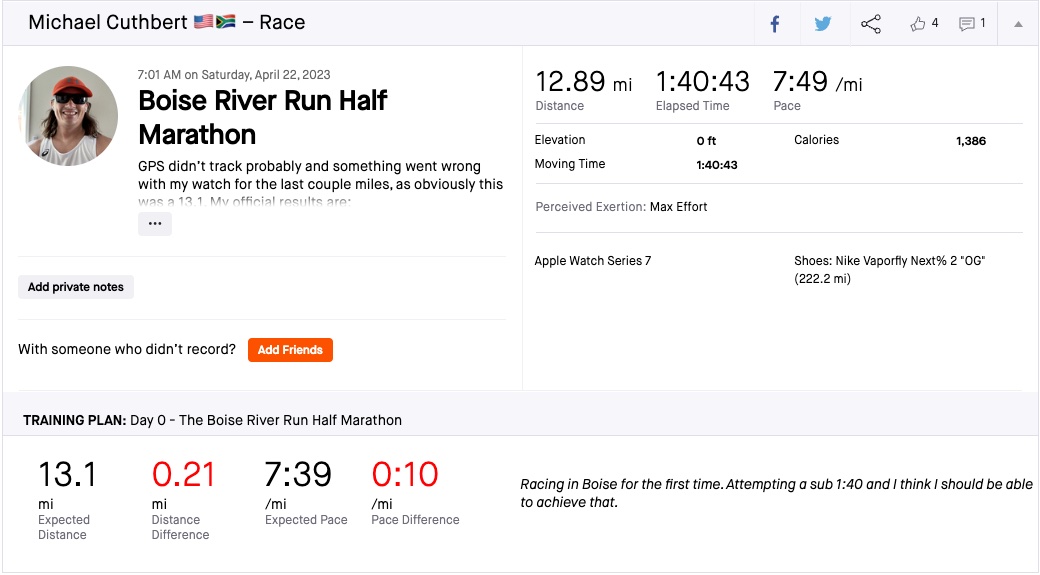 Michael Cuthbert 🇺🇸🇿🇦 – Race
4
1
7:01 AM on Saturday, April 22, 2023
Boise River Run Half
Marathon
GPS didn't track probably and something went wrong
with my watch for the last couple miles, as obviously this
was a 13.1. My official results are:
...
Add private notes
With someone who didn't record?
Add Friends
12.89 mi
Distance
1:40:43
Elapsed Time
7:49 /mi
Pace
Elevation
0 ft
Calories
1,386
Moving Time
1:40:43
Perceived Exertion: Max Effort
Apple Watch Series 7
Shoes: Nike Vaporfly Next% 2 "OG"
(222.2 mi)
TRAINING PLAN: Day 0 - The Boise River Run Half Marathon
13.1
mi
Expected
Distance
0.21
mi
Distance
Difference
7:39
/mi
Expected Pace
0:10
/mi
Pace Difference
Racing in Boise for the first time. Attempting a sub 1:40 and I think I should be able
to achieve that.